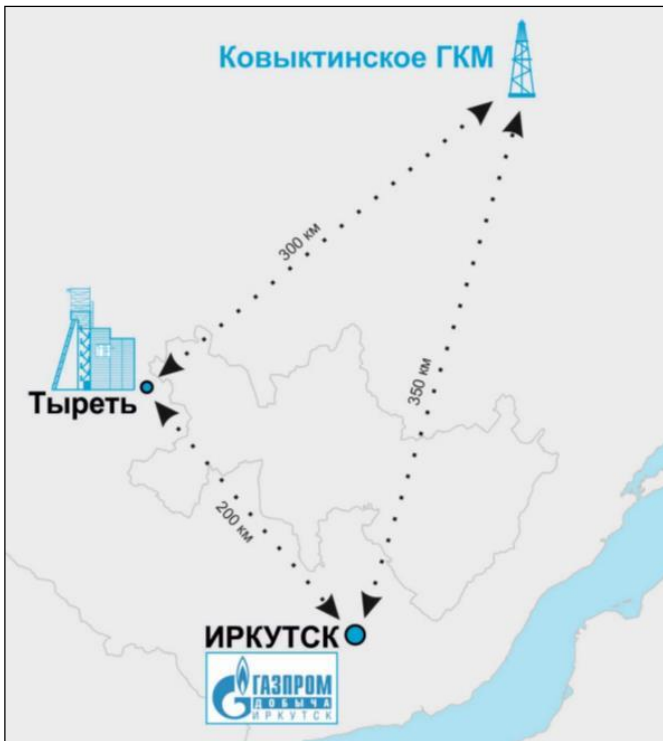 Ковыктинское ГКМ
300 км
350 км
Тыреть
200 км
ИРКУТСК
ГАЗПРОМ
ДОБЫЧА
ИРКУТСК